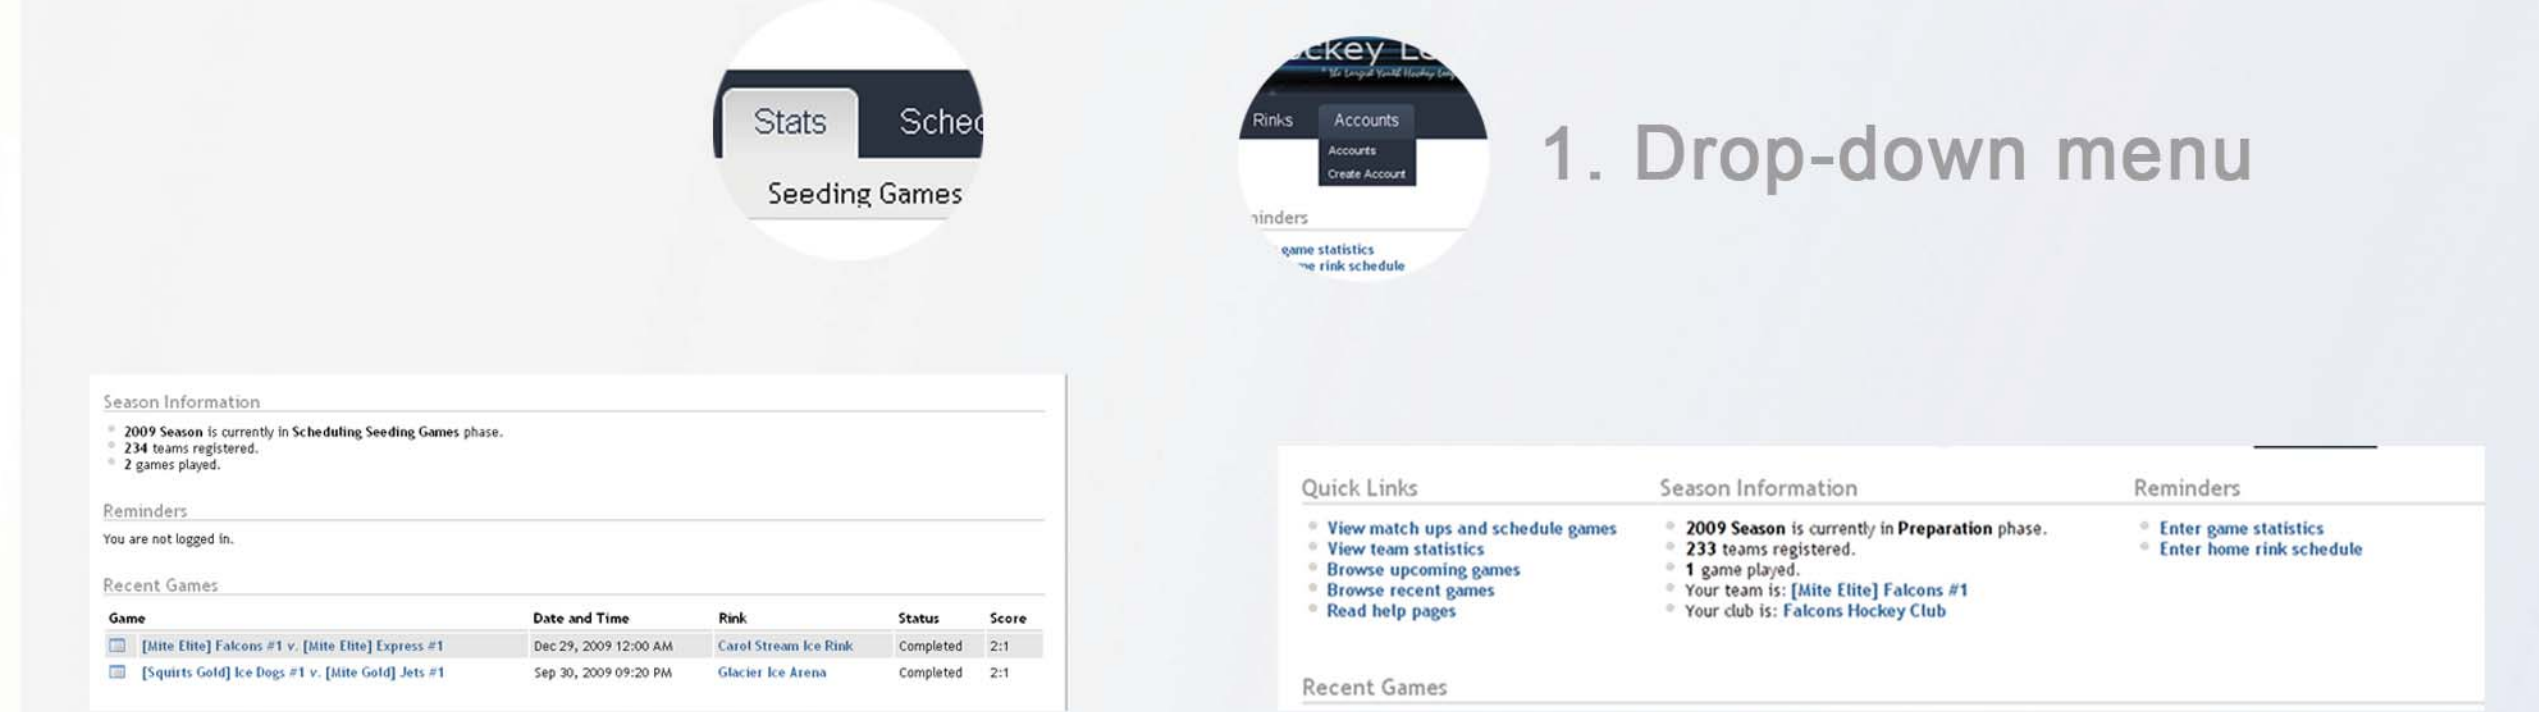 Stats
Sched
Seeding Games
ckey Le
Rinks
Accounts
Accounts
Create Account
inders
game statistics
me rink schedule
1. Drop-down menu
Season Information
2009 Season is currently in Scheduling Seeding Games phase.
234 teams registered.
2 games played.
Reminders
You are not logged in.
Recent Games
Game Date and Time Rink Status Score
[Mite Elite] Falcons #1 v. [Mite Elite] Express #1 Dec 29, 2009 12:00 AM Carol Stream Ice Rink Completed 2:1
[Squirts Gold] Ice Dogs #1 v. [Mite Gold] Jets #1 Sep 30, 2009 09:20 PM Glacier Ice Arena Completed 2:1
Quick Links
View match ups and schedule games
View team statistics
Browse upcoming games
Browse recent games
Read help pages
Season Information
2009 Season is currently in Preparation phase.
233 teams registered.
1 game played.
Your team is: [Mite Elite] Falcons #1
Your club is: Falcons Hockey Club
Reminders
Enter game statistics
Enter home rink schedule
Recent Games